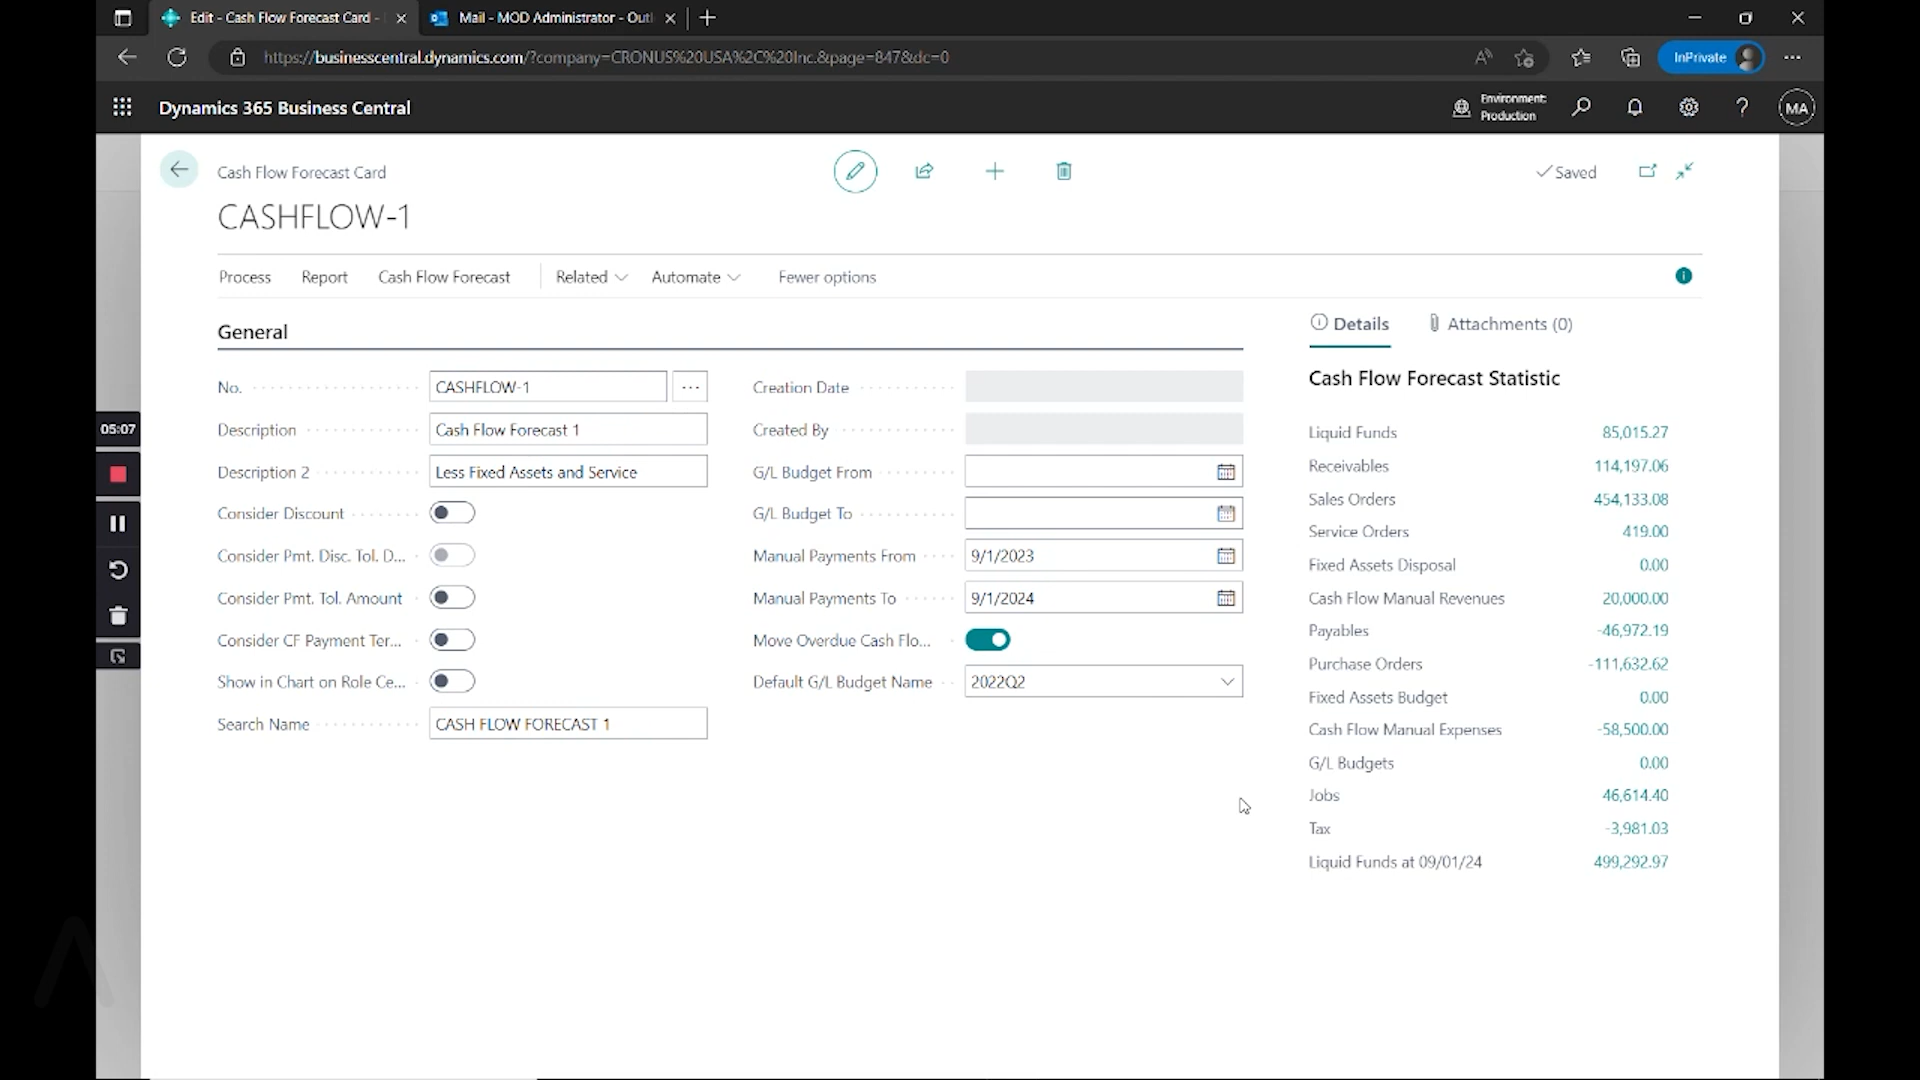 Edit - Cash Flow Forecast Card -
Mail - MOD Administrator - Outl
https://businesscentral.dynamics.com/?company=CRONUS%20USA%2C%20Inc.&page=847&dc=0
InPrivate
Dynamics 365 Business Central
Environment:
Production
?
MA
Cash Flow Forecast Card
Saved
CASHFLOW-1
Process Report Cash Flow Forecast Related Automate Fewer options
General
No. CASHFLOW-1
Description Cash Flow Forecast 1
Description 2 Less Fixed Assets and Service
Consider Discount
Consider Pmt. Disc. Tol. D...
Consider Pmt. Tol. Amount
Consider CF Payment Ter...
Show in Chart on Role Ce...
Search Name CASH FLOW FORECAST 1
Creation Date
Created By
G/L Budget From
G/L Budget To
Manual Payments From 9/1/2023
Manual Payments To 9/1/2024
Move Overdue Cash Flo...
Default G/L Budget Name 2022Q2
Details Attachments (0)
Cash Flow Forecast Statistic
Liquid Funds 85,015.27
Receivables 114,197.06
Sales Orders 454,133.08
Service Orders 419.00
Fixed Assets Disposal 0.00
Cash Flow Manual Revenues 20,000.00
Payables -46,972.19
Purchase Orders -111,632.62
Fixed Assets Budget 0.00
Cash Flow Manual Expenses -58,500.00
G/L Budgets 0.00
Jobs 46,614.40
Tax -3,981.03
Liquid Funds at 09/01/24 499,292.97
05:07